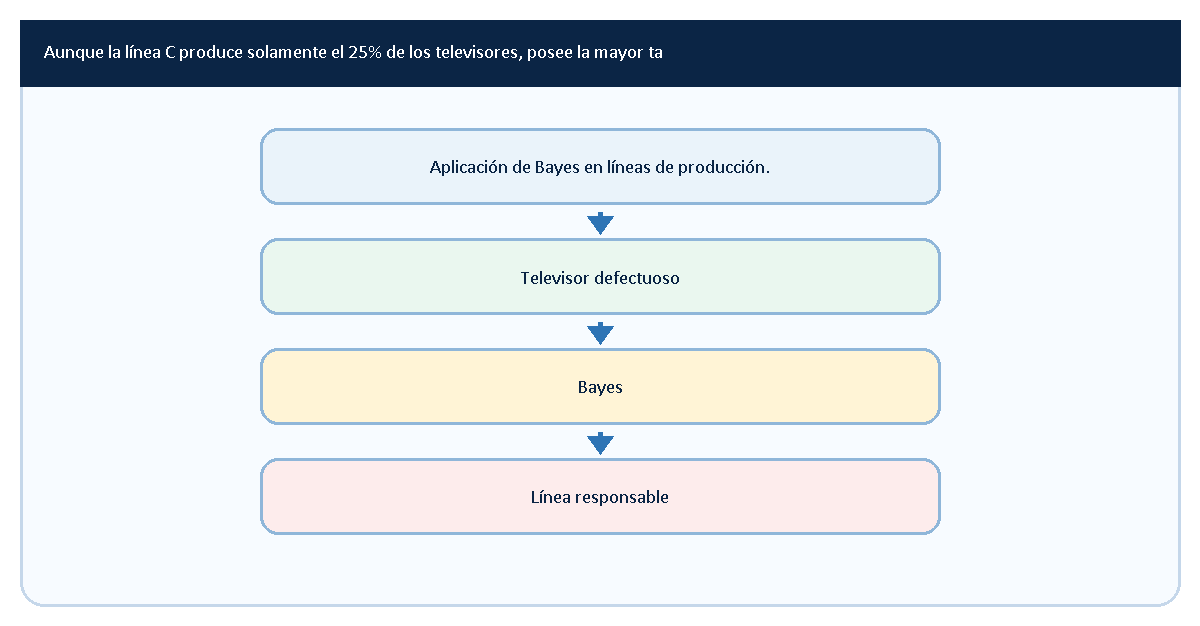 Aunque la línea C produce solamente el 25% de los televisores, posee la mayor ta
Aplicación de Bayes en líneas de producción.
Televisor defectuoso
Bayes
Línea responsable